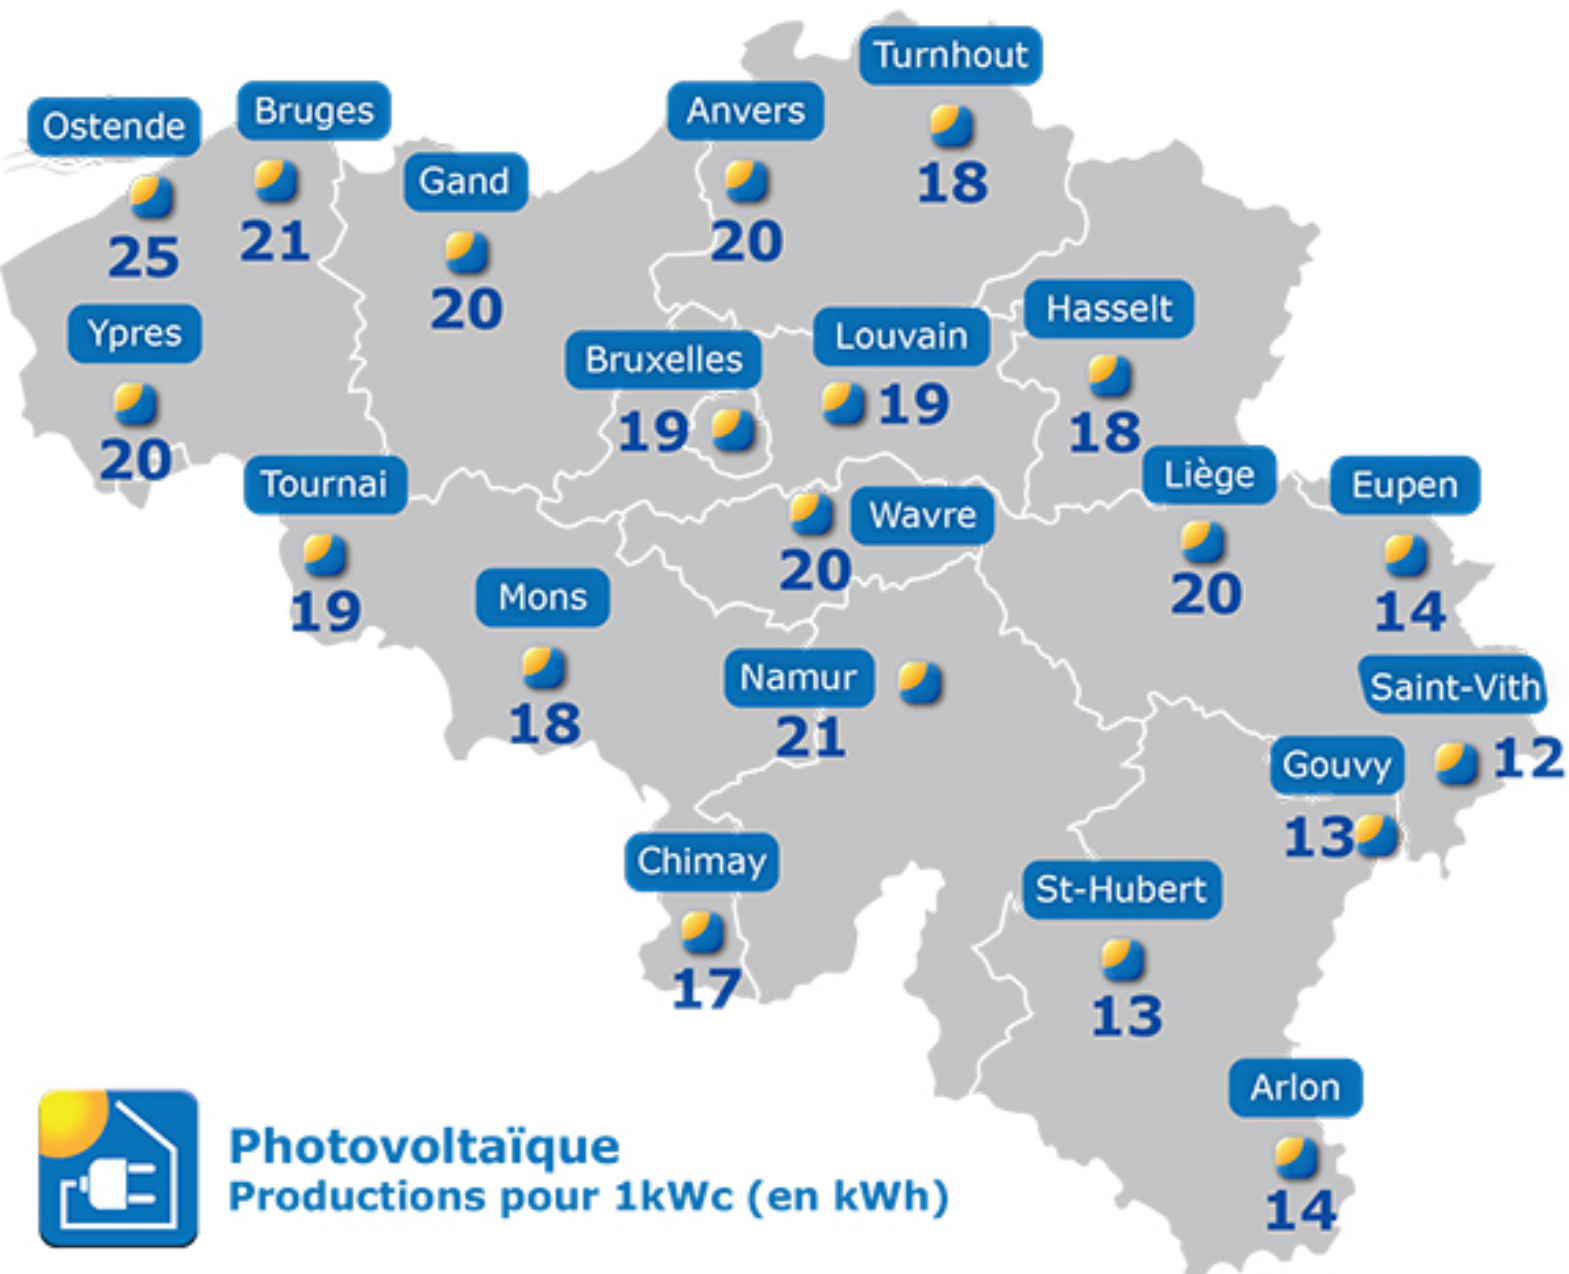 Turnhout
18
Ostende
25
Bruges
21
Anvers
20
Gand
20
Ypres
20
Hasselt
18
Louvain
19
Bruxelles
19
Tournai
19
Liège
20
Eupen
14
Wavre
20
Mons
18
Namur
21
Saint-Vith
12
Gouvy
13
Chimay
17
St-Hubert
13
Arlon
14
Photovoltaïque
Productions pour 1kWc (en kWh)